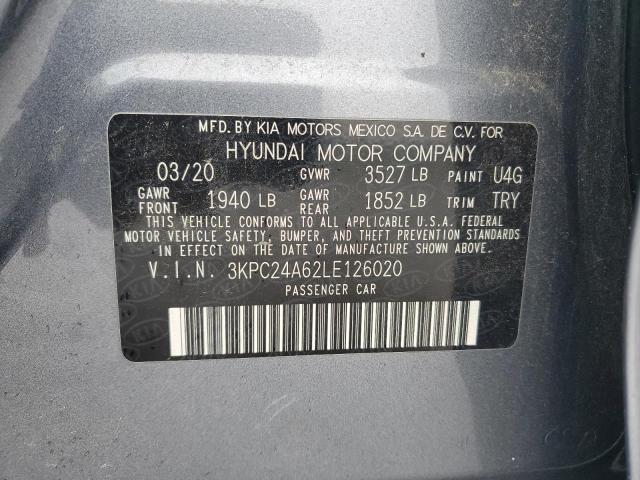 MFD. BY KIA MOTORS MEXICO S.A. DE C.V. FOR
HYUNDAI MOTOR COMPANY
03/20 GVWR 3527 LB PAINT U4G
GAWR FRONT 1940 LB GAWR REAR 1852 LB TRIM TRY
THIS VEHICLE CONFORMS TO ALL APPLICABLE U.S.A. FEDERAL
MOTOR VEHICLE SAFETY, BUMPER, AND THEFT PREVENTION STANDARDS
IN EFFECT ON THE DATE OF MANUFACTURE SHOWN ABOVE.
V.I.N. 3KPC24A62LE126020
PASSENGER CAR